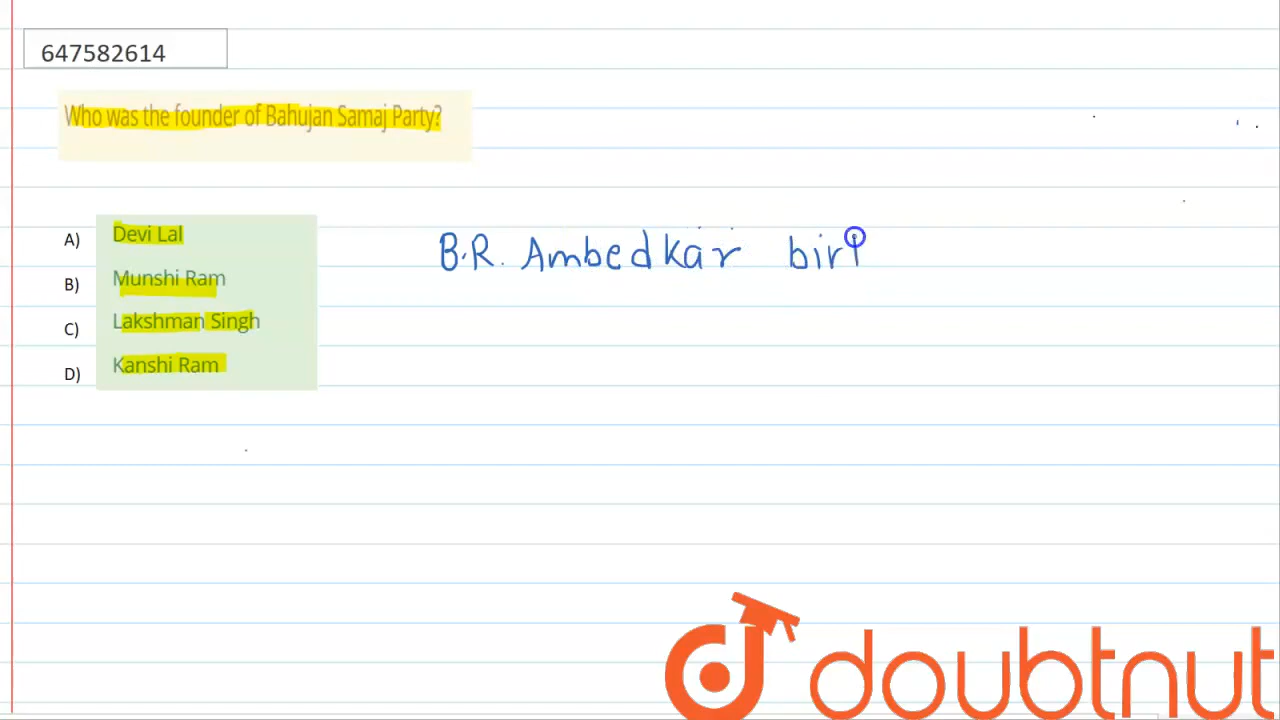 647582614
Who was the founder of Bahujan Samaj Party?
A) Devi Lal
B.R. Ambedkar birt
B) Munshi Ram
C) Lakshman Singh
D) Kanshi Ram
doubtnut